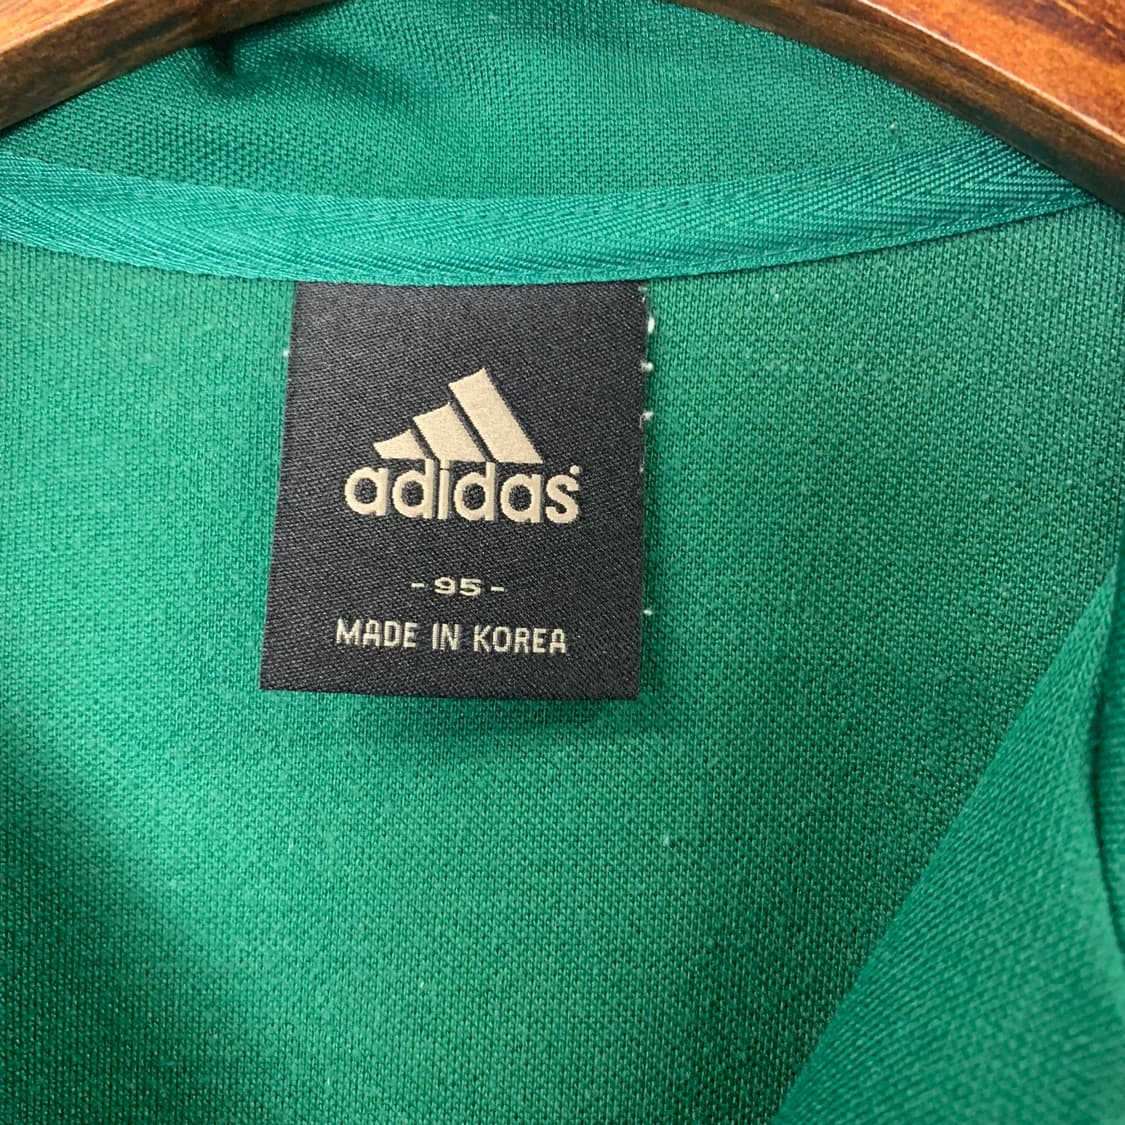 adidas
- 95 -
MADE IN KOREA